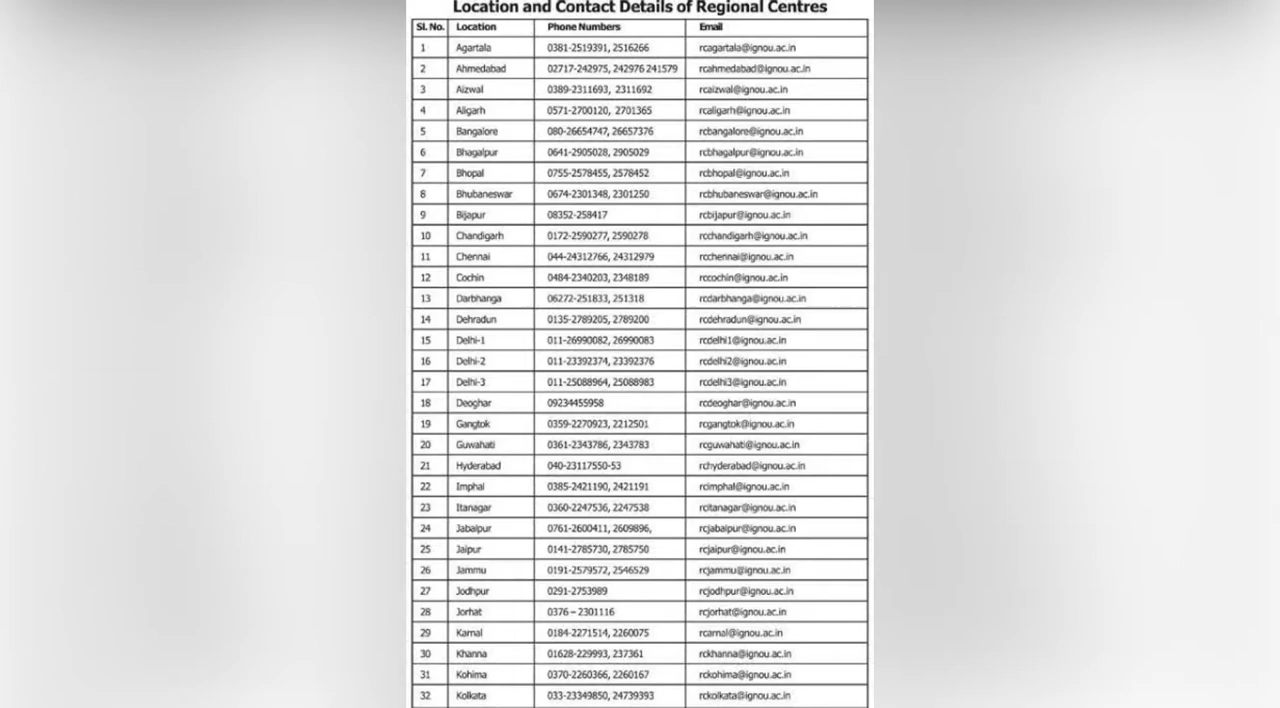 Location and Contact Details of Regional Centres
Sl. No. Location Phone Numbers Email
1 Agartala 0381-2519391, 2516266 rcagartala@ignou.ac.in
2 Ahmedabad 02717-242975, 242976 241579 rcahmedabad@ignou.ac.in
3 Aizwal 0389-2311693, 2311692 rcaizwal@ignou.ac.in
4 Aligarh 0571-2700120, 2701365 rcaligarh@ignou.ac.in
5 Bangalore 080-26654747, 26657376 rcbangalore@ignou.ac.in
6 Bhagalpur 0641-2905028, 2905029 rcbhagalpur@ignou.ac.in
7 Bhopal 0755-2578455, 2578452 rcbhopal@ignou.ac.in
8 Bhubaneswar 0674-2301348, 2301250 rcbhubaneswar@ignou.ac.in
9 Bijapur 08352-258417 rcbijapur@ignou.ac.in
10 Chandigarh 0172-2590277, 2590278 rcchandigarh@ignou.ac.in
11 Chennai 044-24312766, 24312979 rcchennai@ignou.ac.in
12 Cochin 0484-2340203, 2348189 rccochin@ignou.ac.in
13 Darbhanga 06272-251833, 251318 rcdarbhanga@ignou.ac.in
14 Dehradun 0135-2789205, 2789200 rcdehradun@ignou.ac.in
15 Delhi-1 011-26990082, 26990083 rcdelhi1@ignou.ac.in
16 Delhi-2 011-23392374, 23392376 rcdelhi2@ignou.ac.in
17 Delhi-3 011-25088964, 25088983 rcdelhi3@ignou.ac.in
18 Deoghar 09234455958 rcdeoghar@ignou.ac.in
19 Gangtok 0359-2270923, 2212501 rcgangtok@ignou.ac.in
20 Guwahati 0361-2343786, 2343783 rcguwahati@ignou.ac.in
21 Hyderabad 040-23117550-53 rchyderabad@ignou.ac.in
22 Imphal 0385-2421190, 2421191 rcimphal@ignou.ac.in
23 Itanagar 0360-2247536, 2247538 rcitanagar@ignou.ac.in
24 Jabalpur 0761-2600411, 2609896, rcjabalpur@ignou.ac.in
25 Jaipur 0141-2785730, 2785750 rcjaipur@ignou.ac.in
26 Jammu 0191-2579572, 2546529 rcjammu@ignou.ac.in
27 Jodhpur 0291-2753989 rcjodhpur@ignou.ac.in
28 Jorhat 0376 – 2301116 rcjorhat@ignou.ac.in
29 Karnal 0184-2271514, 2260075 rcarnal@ignou.ac.in
30 Khanna 01628-229993, 237361 rckhanna@ignou.ac.in
31 Kohima 0370-2260366, 2260167 rckohima@ignou.ac.in
32 Kolkata 033-23349850, 24739393 rckolkata@ignou.ac.in